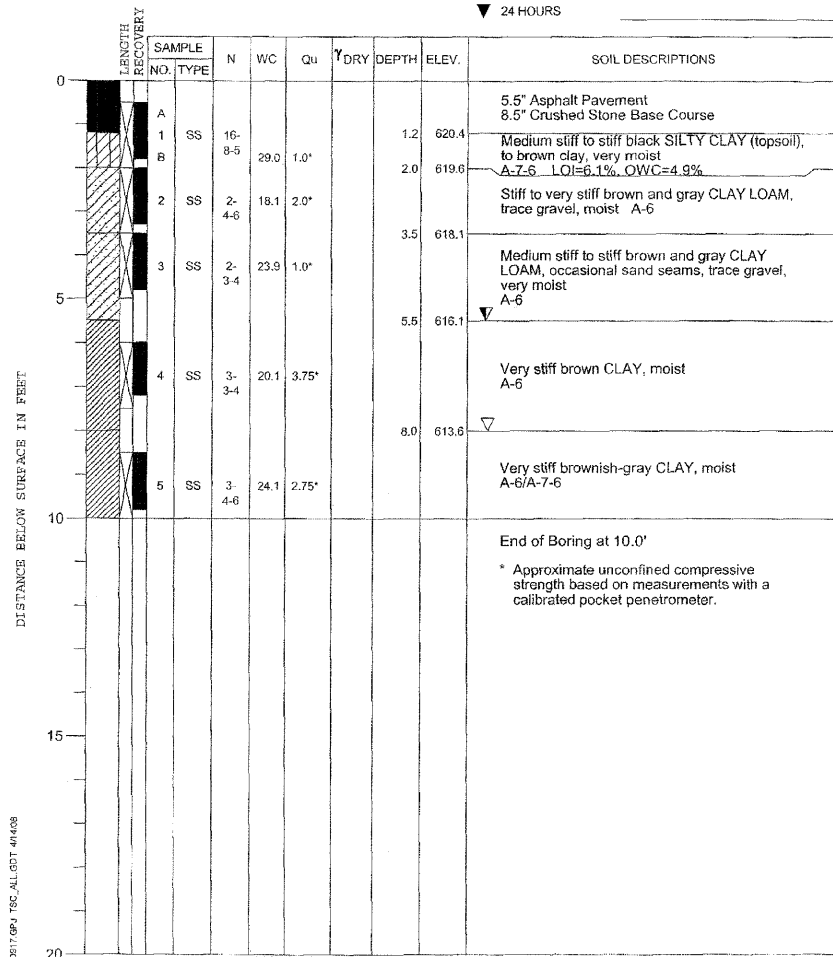 ▼ 24 HOURS
LENGTH
RECOVERY
SAMPLE
NO. TYPE
N WC Qu γDRY DEPTH ELEV. SOIL DESCRIPTIONS
0
5.5" Asphalt Pavement
8.5" Crushed Stone Base Course
A
1 SS 16-
8-5
1.2 620.4
B 29.0 1.0*
Medium stiff to stiff black SILTY CLAY (topsoil),
to brown clay, very moist
2.0 619.6 A-7-6 LOI=6.1%, OWC=4.9%
2 SS 2-
4-6 18.1 2.0*
Stiff to very stiff brown and gray CLAY LOAM,
trace gravel, moist A-6
3.5 618.1
3 SS 2-
3-4 23.9 1.0*
Medium stiff to stiff brown and gray CLAY
LOAM, occasional sand seams, trace gravel,
very moist
A-6
5
5.5 616.1
4 SS 3-
3-4 20.1 3.75*
Very stiff brown CLAY, moist
A-6
8.0 613.6
5 SS 3-
4-6 24.1 2.75*
Very stiff brownish-gray CLAY, moist
A-6/A-7-6
10
End of Boring at 10.0'
* Approximate unconfined compressive
strength based on measurements with a
calibrated pocket penetrometer.
15
20
DISTANCE BELOW SURFACE IN FEET
0917.GPJ TSC_ALL.GDT 4/14/08